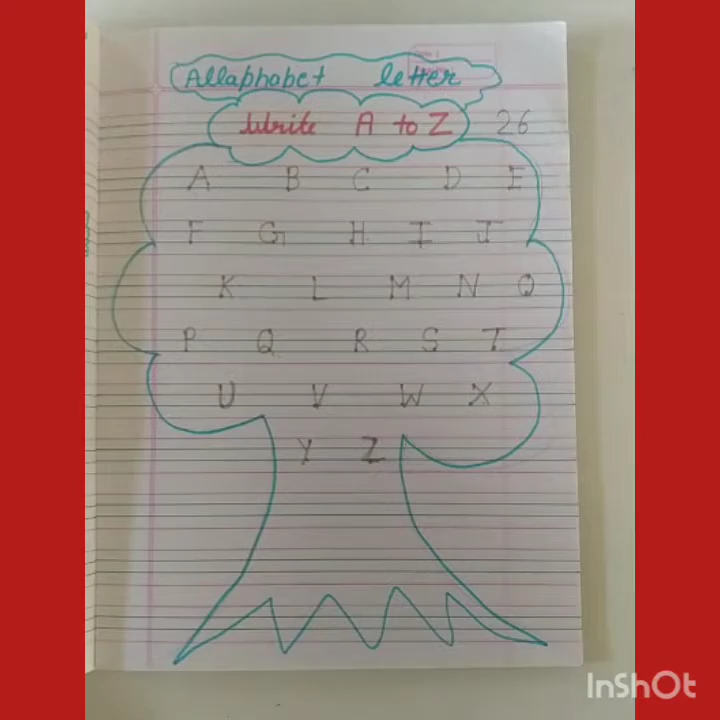 Allaphobet letter
Write A to Z 26
A B C D E
F G H I J
K L M N O
P Q R S T
U V W X
Y Z
InShOt